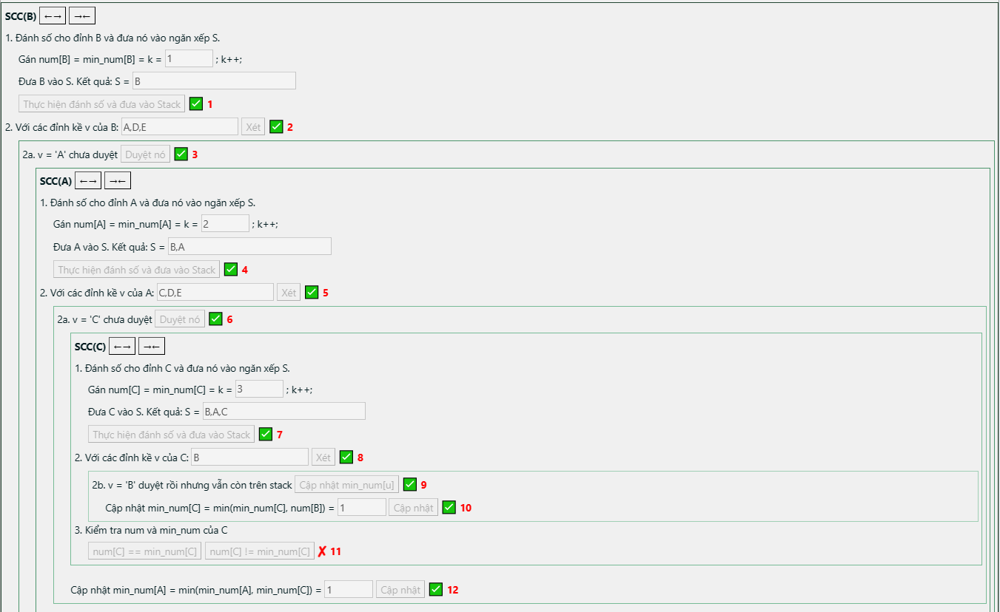 SCC(B) ←→ →←
1. Đánh số cho đỉnh B và đưa nó vào ngăn xếp S.
Gán num[B] = min_num[B] = k = 1 ; k++;
Đưa B vào S. Kết quả: S = B
Thực hiện đánh số và đưa vào Stack ✓ 1
2. Với các đỉnh kề v của B: A,D,E Xét ✓ 2
2a. v = 'A' chưa duyệt Duyệt nó ✓ 3
SCC(A) ←→ →←
1. Đánh số cho đỉnh A và đưa nó vào ngăn xếp S.
Gán num[A] = min_num[A] = k = 2 ; k++;
Đưa A vào S. Kết quả: S = B,A
Thực hiện đánh số và đưa vào Stack ✓ 4
2. Với các đỉnh kề v của A: C,D,E Xét ✓ 5
2a. v = 'C' chưa duyệt Duyệt nó ✓ 6
SCC(C) ←→ →←
1. Đánh số cho đỉnh C và đưa nó vào ngăn xếp S.
Gán num[C] = min_num[C] = k = 3 ; k++;
Đưa C vào S. Kết quả: S = B,A,C
Thực hiện đánh số và đưa vào Stack ✓ 7
2. Với các đỉnh kề v của C: B Xét ✓ 8
2b. v = 'B' duyệt rồi nhưng vẫn còn trên stack Cập nhật min_num[u] ✓ 9
Cập nhật min_num[C] = min(min_num[C], num[B]) = 1 Cập nhật ✓ 10
3. Kiểm tra num và min_num của C
num[C] == min_num[C] num[C] != min_num[C] ✗ 11
Cập nhật min_num[A] = min(min_num[A], min_num[C]) = 1 Cập nhật ✓ 12